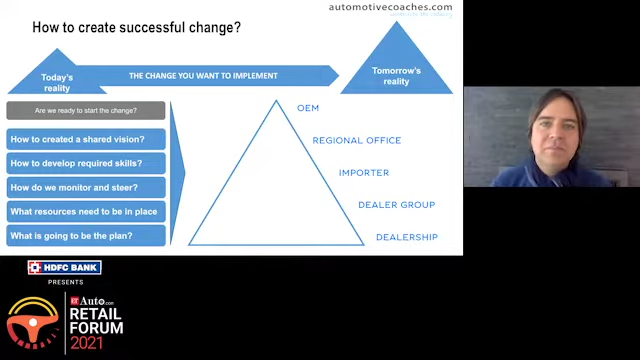 automotivecoaches.com
How to create successful change?
Today's
reality
THE CHANGE YOU WANT TO IMPLEMENT
Tomorrow's
reality
Are we ready to start the change?
How to created a shared vision?
How to develop required skills?
How do we monitor and steer?
What resources need to be in place
What is going to be the plan?
OEM
REGIONAL OFFICE
IMPORTER
DEALER GROUP
DEALERSHIP
HDFC BANK
PRESENTS
ET Auto.com
RETAIL
FORUM
2021